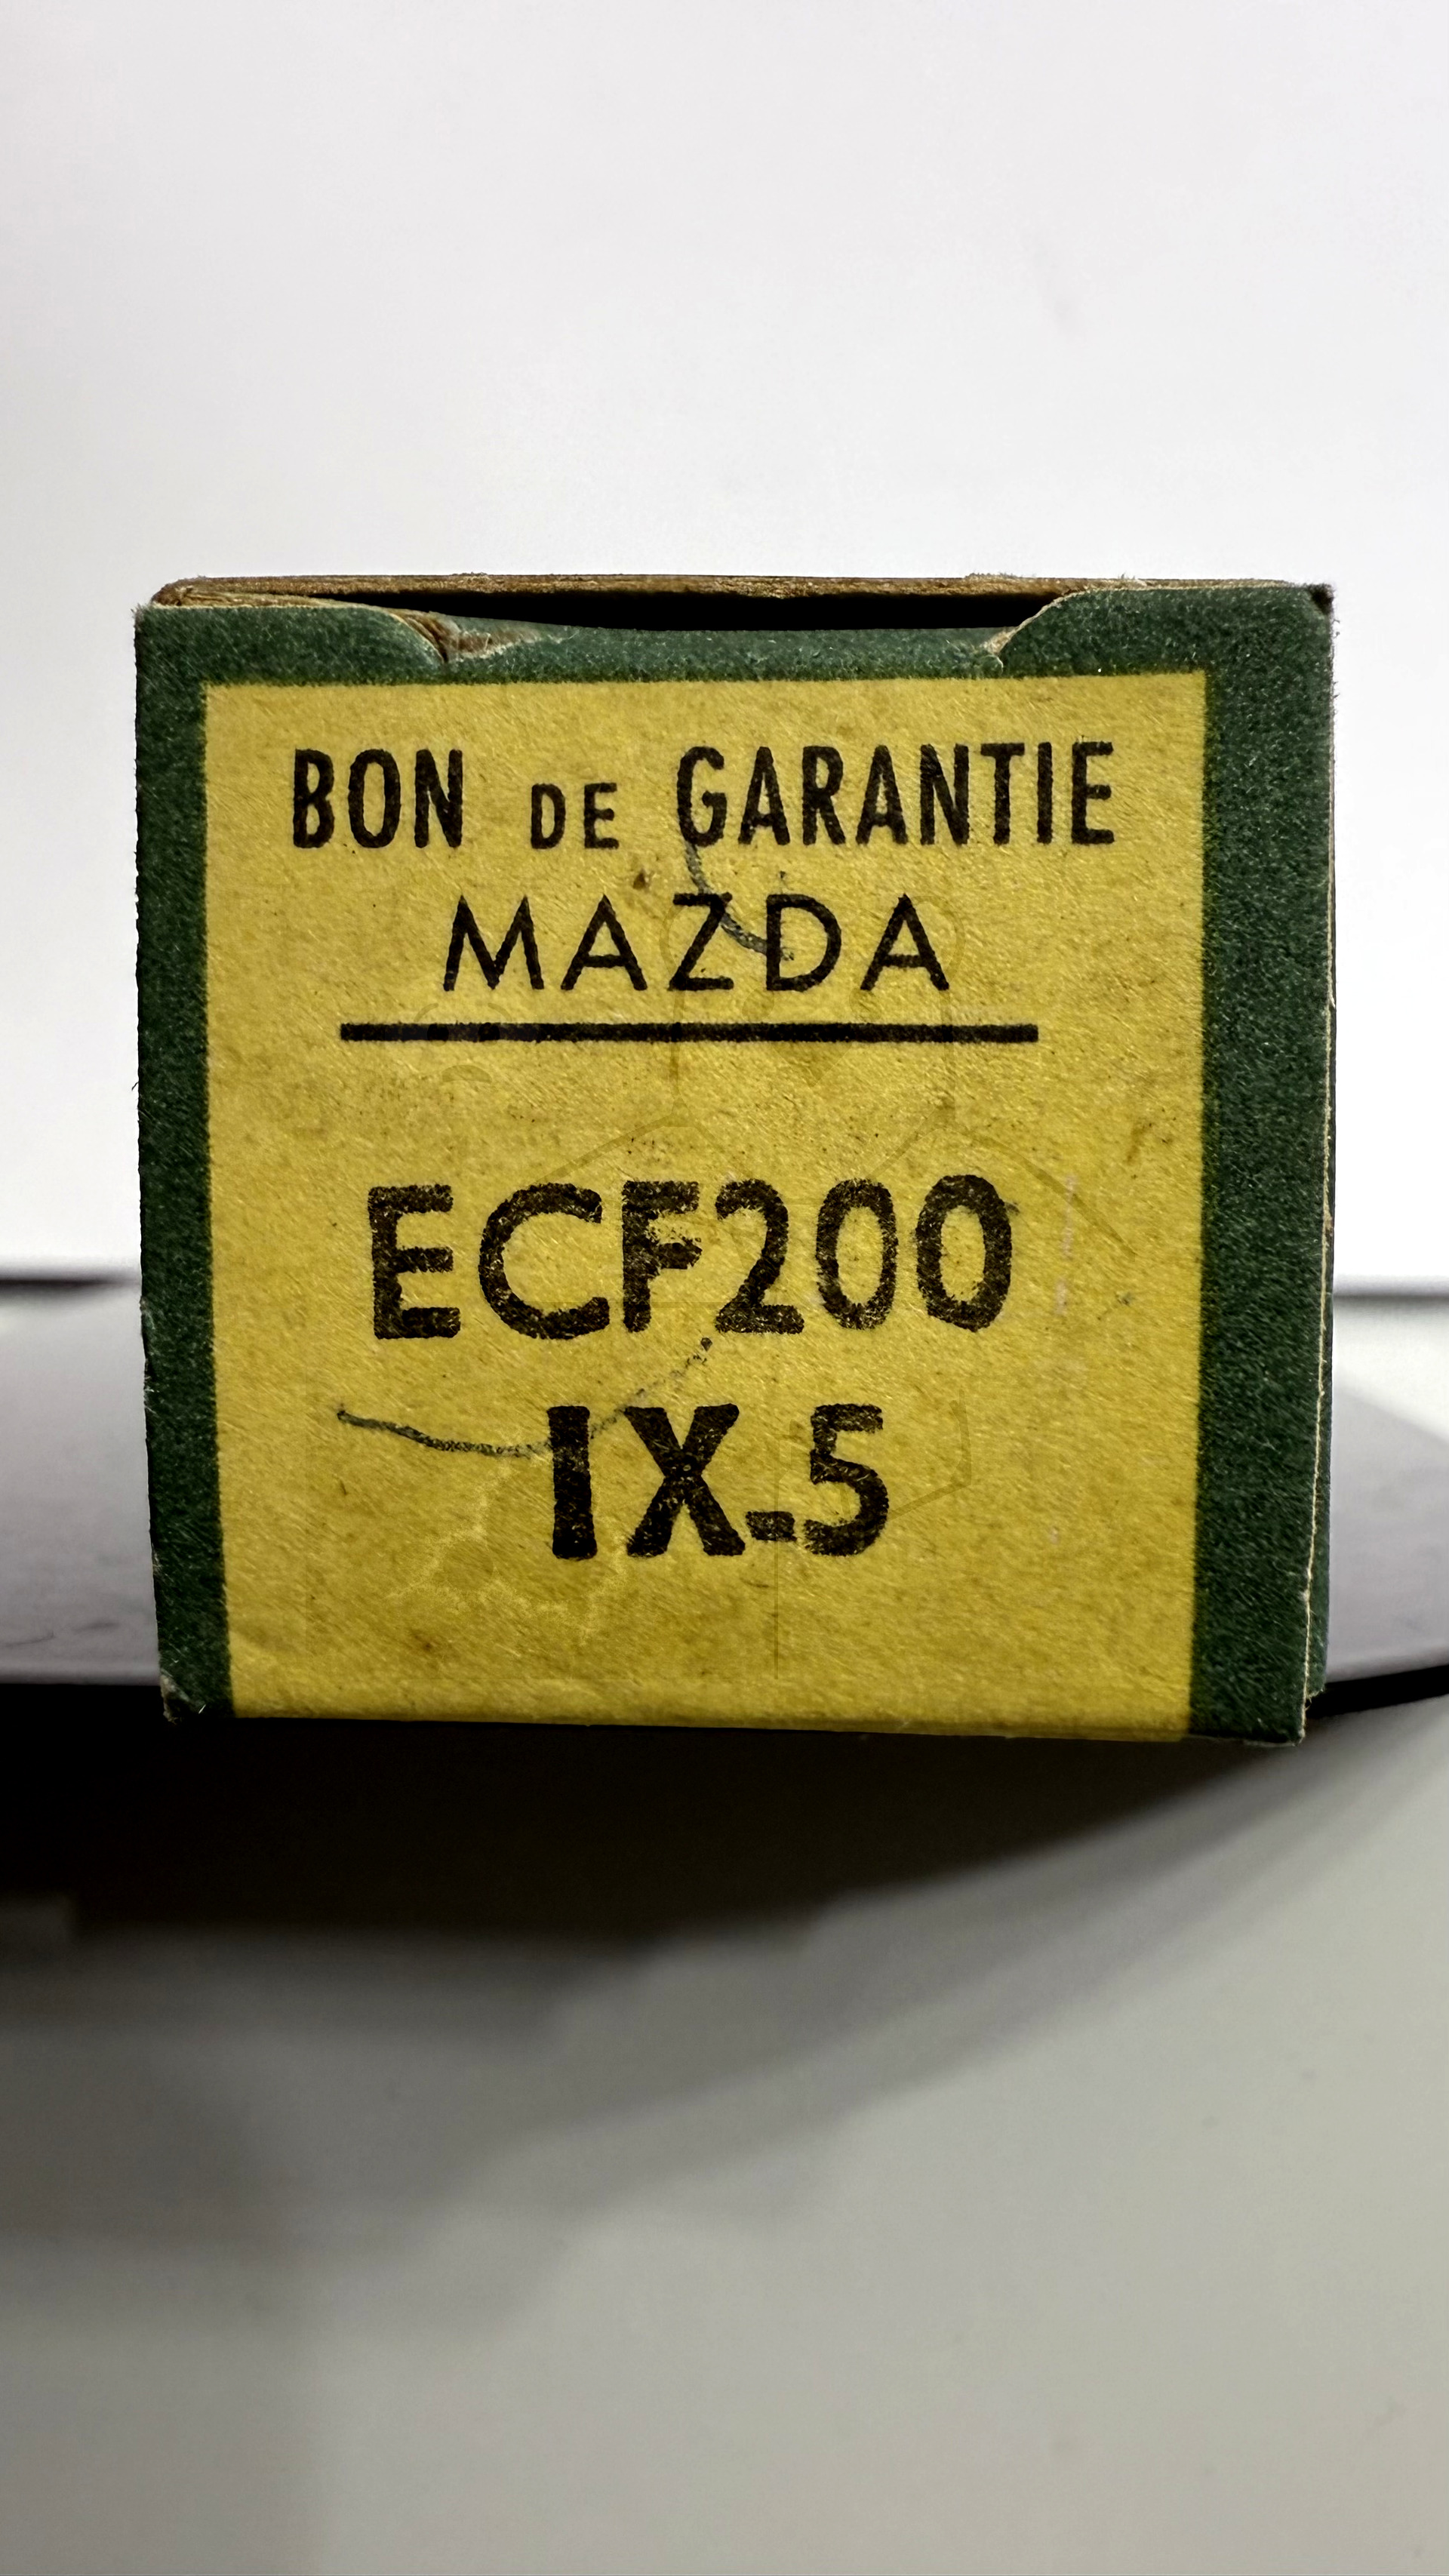 BON DE GARANTIE
MAZDA
ECF200
IX-5